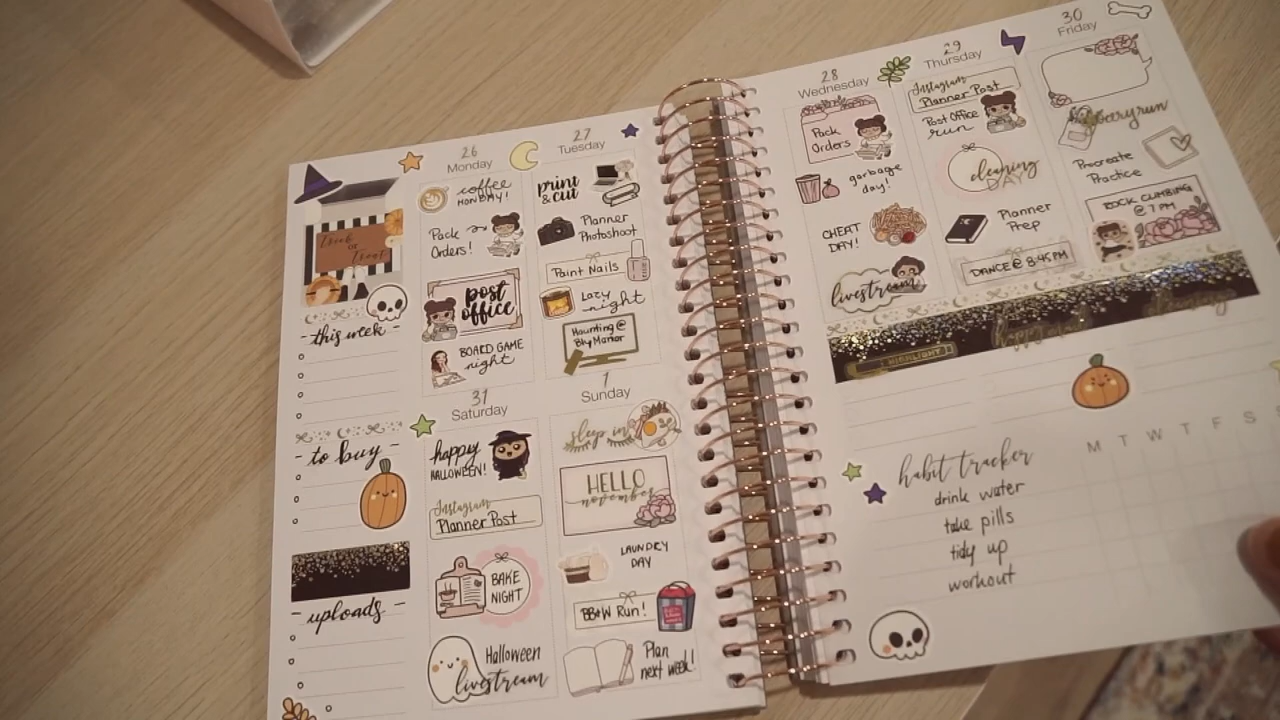 Trick
or
Treat
-this week-
-to buy-
-uploads-
26
Monday
coffee
MONDAY!
Pack
Orders!
post
office
BOARD GAME
night
27
Tuesday
print
& cut
Planner
Photoshoot
Paint Nails
Lazy
night
Haunting @
Bly Manor
31
Saturday
happy
HALLOWEEN!
Instagram
Planner Post
BAKE
NIGHT
Halloween
livestream
1
Sunday
sleep in
HELLO
november
LAUNDRY
DAY
BB&W Run!
Plan
next week!
28
Wednesday
Pack
Orders
garbage
day!
CHEAT
DAY!
livestream
29
Thursday
Instagram
Planner Post
Post Office
run
cleaning
DAY
Planner
Prep
DANCE @ 8:45 PM
30
Friday
run
Procreate
Practice
ROCK CLIMBING
@ 7 PM
HIGHLIGHT
habit tracker
M T W T F S
drink water
take pills
tidy up
workout